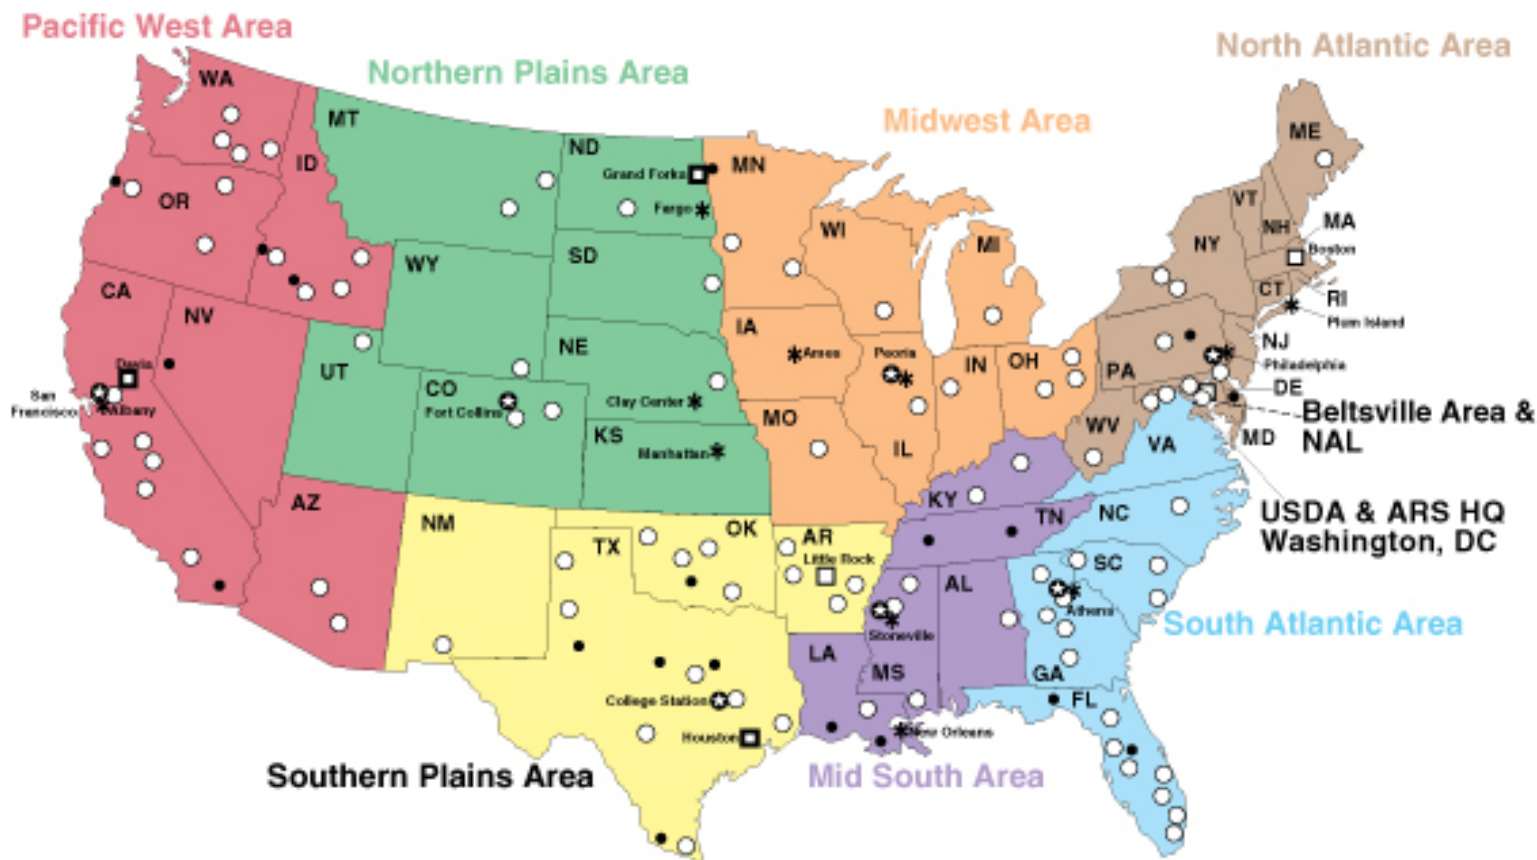 Pacific West Area
North Atlantic Area
Northern Plains Area
Midwest Area
WA
MT
ND
Grand Forks
MN
ME
ID
OR
Fargo
VT
NH
MA
WI
MI
NY
Boston
WY
SD
CA
CT
RI
NV
IA
Plum Island
Ames
Peoria
NE
IN
OH
NJ
Philadelphia
Davis
UT
CO
PA
DE
San
Francisco
Albany
Fort Collins
Clay Center
Beltsville Area &
NAL
MO
WV
KS
IL
VA
MD
Manhattan
AZ
KY
NM
TN
NC
USDA & ARS HQ
Washington, DC
OK
AR
TX
Little Rock
SC
AL
Athens
South Atlantic Area
Stoneville
LA
MS
GA
College Station
FL
New Orleans
Houston
Southern Plains Area
Mid South Area